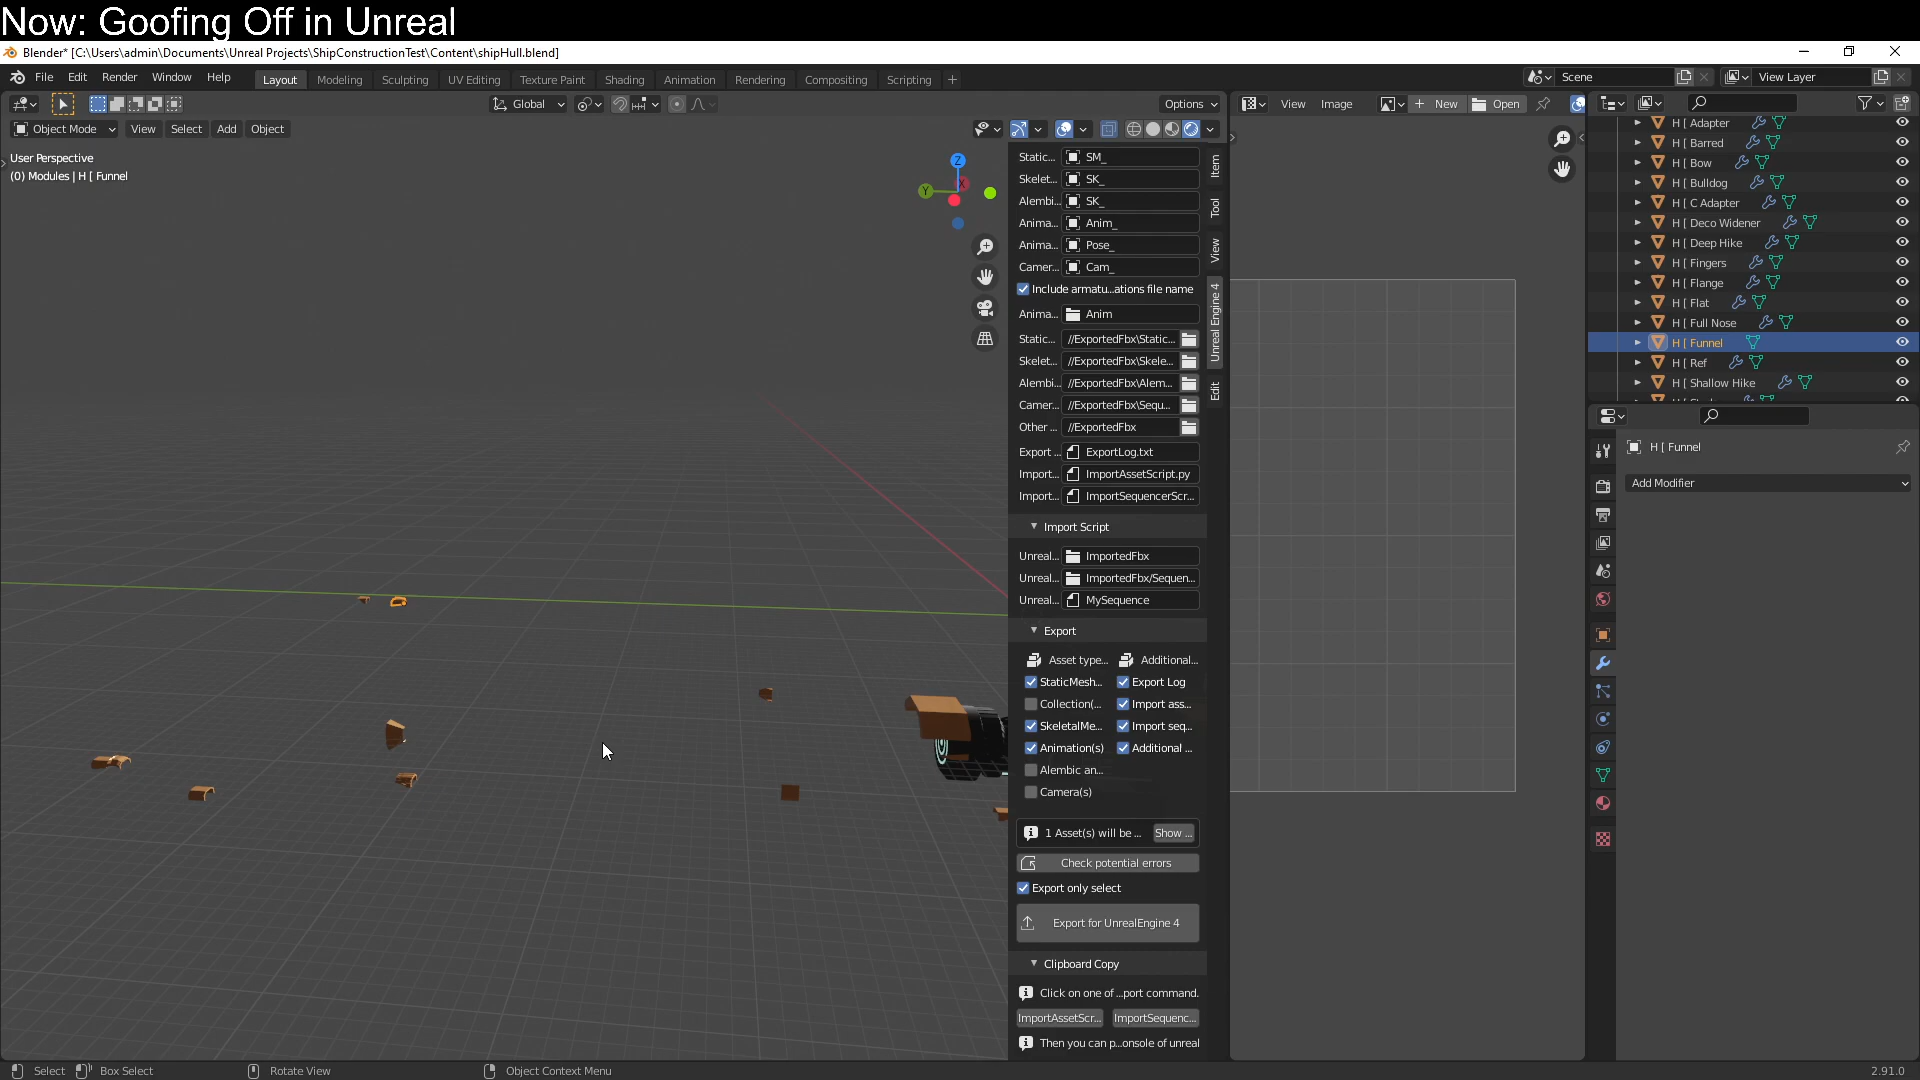 Now: Goofing Off in Unreal
Blender* [C:\Users\admin\Documents\Unreal Projects\ShipConstructionTest\Content\shipHull.blend]
File Edit Render Window Help Layout Modeling Sculpting UV Editing Texture Paint Shading Animation Rendering Compositing Scripting + Scene View Layer
Global Options View Image + New Open
Object Mode View Select Add Object
User Perspective
(0) Modules | H [ Funnel
Z
Y
X
Static... SM_
Skelet... SK_
Alembi... SK_
Anima... Anim_
Anima... Pose_
Camer... Cam_
Include armatu...ations file name
Anima... Anim
Static... //ExportedFbx\Static...
Skelet... //ExportedFbx\Skele...
Alembi... //ExportedFbx\Alem...
Camer... //ExportedFbx\Sequ...
Other ... //ExportedFbx
Export ... ExportLog.txt
Import... ImportAssetScript.py
Import... ImportSequencerScr...
Import Script
Unreal... ImportedFbx
Unreal... ImportedFbx/Sequen...
Unreal... MySequence
Export
Asset type... Additional...
StaticMesh... Export Log
Collection(... Import ass...
SkeletalMe... Import seq...
Animation(s) Additional ...
Alembic an...
Camera(s)
1 Asset(s) will be ... Show ...
Check potential errors
Export only select
Export for UnrealEngine 4
Clipboard Copy
Click on one of ...port command.
ImportAssetScr... ImportSequenc...
Then you can p...onsole of unreal
Item
Tool
View
Unreal Engine 4
Edit
H [ Adapter
H [ Barred
H [ Bow
H [ Bulldog
H [ C Adapter
H [ Deco Widener
H [ Deep Hike
H [ Fingers
H [ Flange
H [ Flat
H [ Full Nose
H [ Funnel
H [ Ref
H [ Shallow Hike
H [ Funnel
Add Modifier
Select Box Select Rotate View Object Context Menu 2.91.0